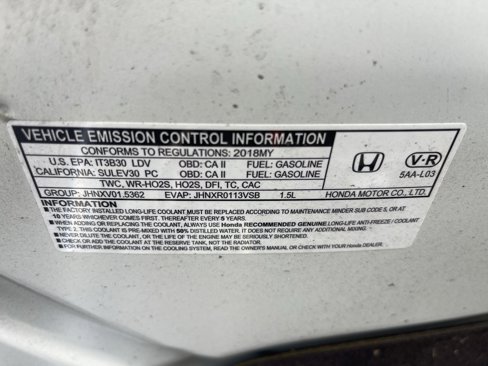 VEHICLE EMISSION CONTROL INFORMATION
CONFORMS TO REGULATIONS: 2018MY
U.S. EPA: IT3B30 LDV OBD: CA II FUEL: GASOLINE
CALIFORNIA: SULEV30 PC OBD: CA II FUEL: GASOLINE
TWC, WR-HO2S, HO2S, DFI, TC, CAC
GROUP: JHNXV01.5362 EVAP: JHNXR0113VSB 1.5L HONDA MOTOR CO., LTD.
V-R
5AA-L03
INFORMATION
■ THE FACTORY INSTALLED LONG-LIFE COOLANT MUST BE REPLACED ACCORDING TO MAINTENANCE MINDER SUB CODE 5, OR AT
10 YEARS WHICHEVER COMES FIRST. AFTER THAT, REPLACE EVERY 5 YEARS.
■ WHEN ADDING OR REPLACING THE COOLANT, ALWAYS USE Honda RECOMMENDED GENUINE LONG-LIFE ANTI-FREEZE / COOLANT
TYPE 2. THIS COOLANT IS PRE-MIXED WITH 50% DISTILLED WATER. IT DOES NOT REQUIRE ANY ADDITIONAL MIXING.
■ NEVER DILUTE THE COOLANT, OR THE LIFE OF THE ENGINE MAY BE SERIOUSLY SHORTENED.
■ CHECK OR ADD THE COOLANT AT THE RESERVE TANK, NOT THE RADIATOR.
■ FOR FURTHER INFORMATION ON THE COOLING SYSTEM, READ THE OWNER'S MANUAL OR CHECK WITH YOUR Honda DEALER.